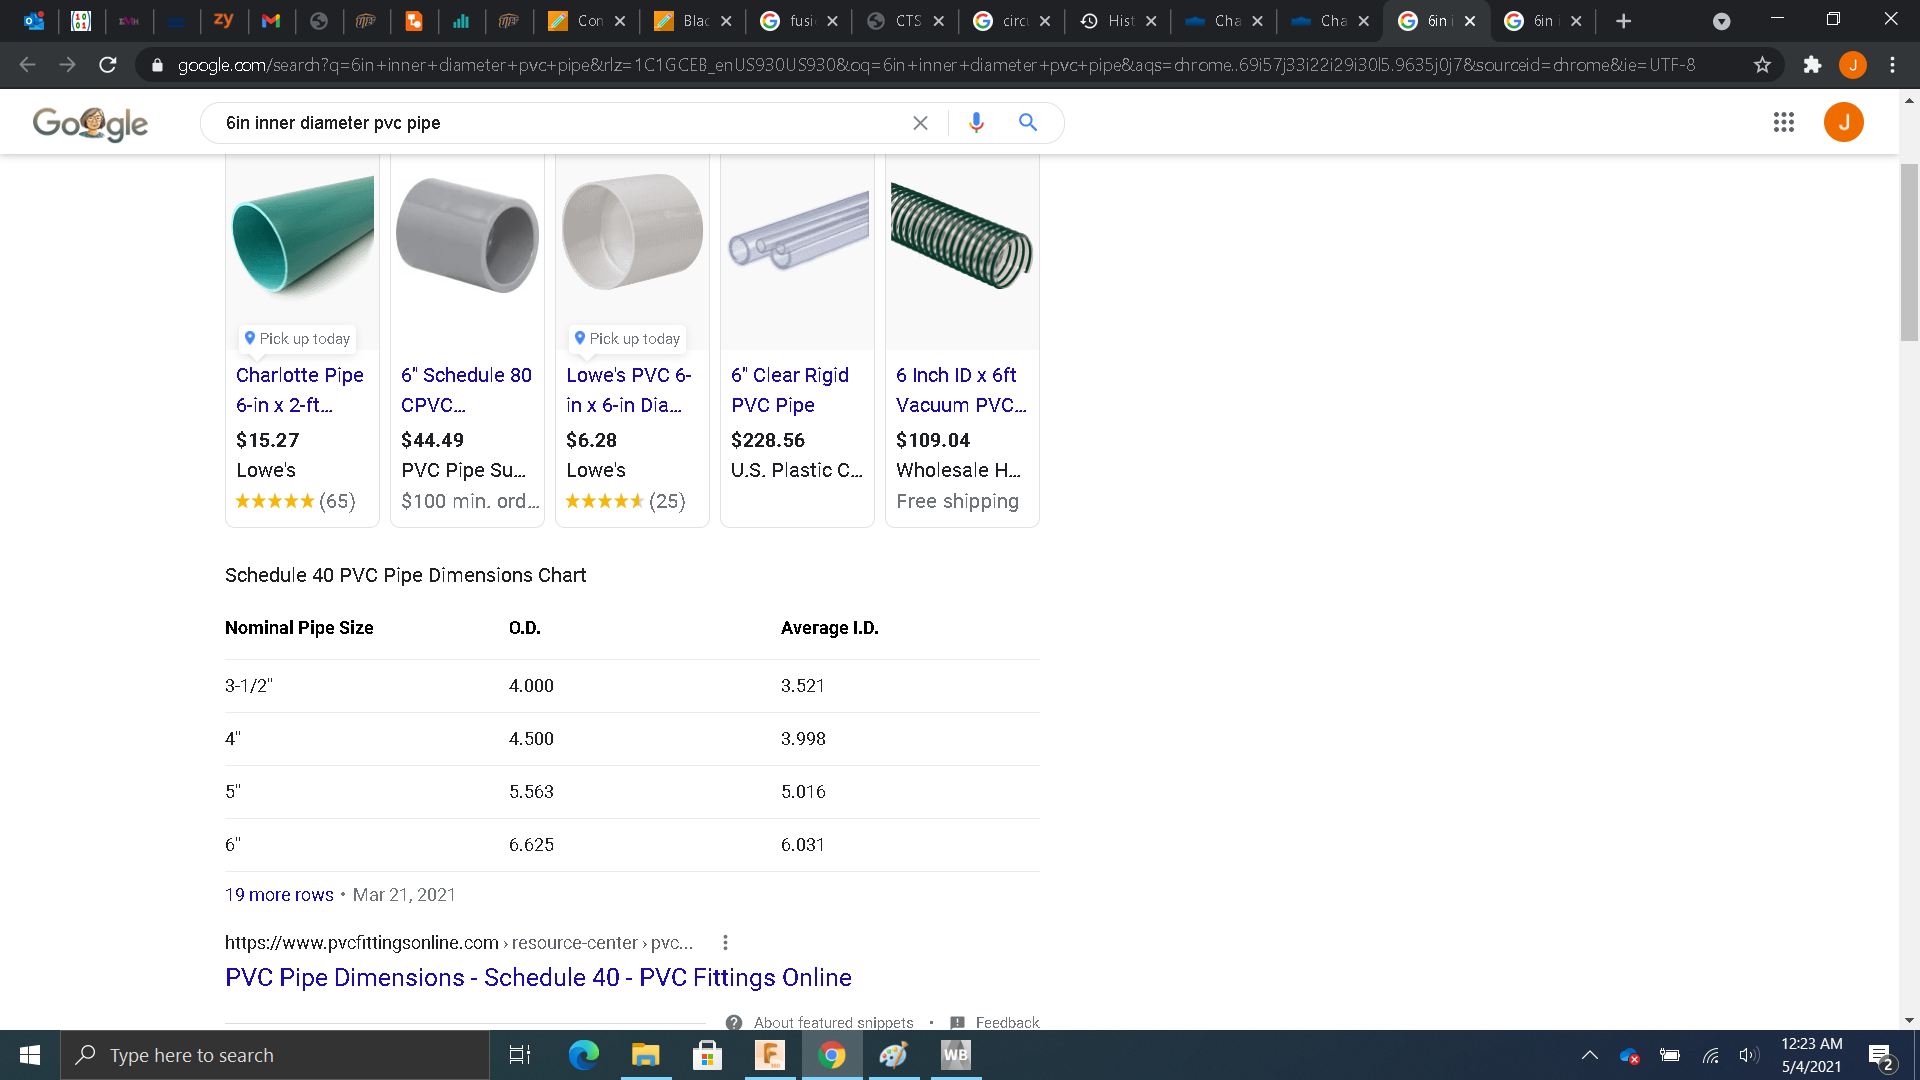 zy
MFF
MFF
Con
Blac
fusi
CTS
circu
Hist
Cha
Cha
6in i
6in i
google.com/search?q=6in+inner+diameter+pvc+pipe&rlz=1C1GCEB_enUS930US930&oq=6in+inner+diameter+pvc+pipe&aqs=chrome..69i57j33i22i29i30l5.9635j0j7&sourceid=chrome&ie=UTF-8
J
Google
6in inner diameter pvc pipe
J
Pick up today
Charlotte Pipe
6-in x 2-ft...
$15.27
Lowe's
(65)
6" Schedule 80
CPVC...
$44.49
PVC Pipe Su...
$100 min. ord...
Pick up today
Lowe's PVC 6-
in x 6-in Dia...
$6.28
Lowe's
(25)
6" Clear Rigid
PVC Pipe
$228.56
U.S. Plastic C...
6 Inch ID x 6ft
Vacuum PVC...
$109.04
Wholesale H...
Free shipping
Schedule 40 PVC Pipe Dimensions Chart
Nominal Pipe Size O.D. Average I.D.
3-1/2" 4.000 3.521
4" 4.500 3.998
5" 5.563 5.016
6" 6.625 6.031
19 more rows • Mar 21, 2021
https://www.pvcfittingsonline.com › resource-center › pvc...
PVC Pipe Dimensions - Schedule 40 - PVC Fittings Online
About featured snippets • Feedback
Type here to search
WB
12:23 AM
5/4/2021
2